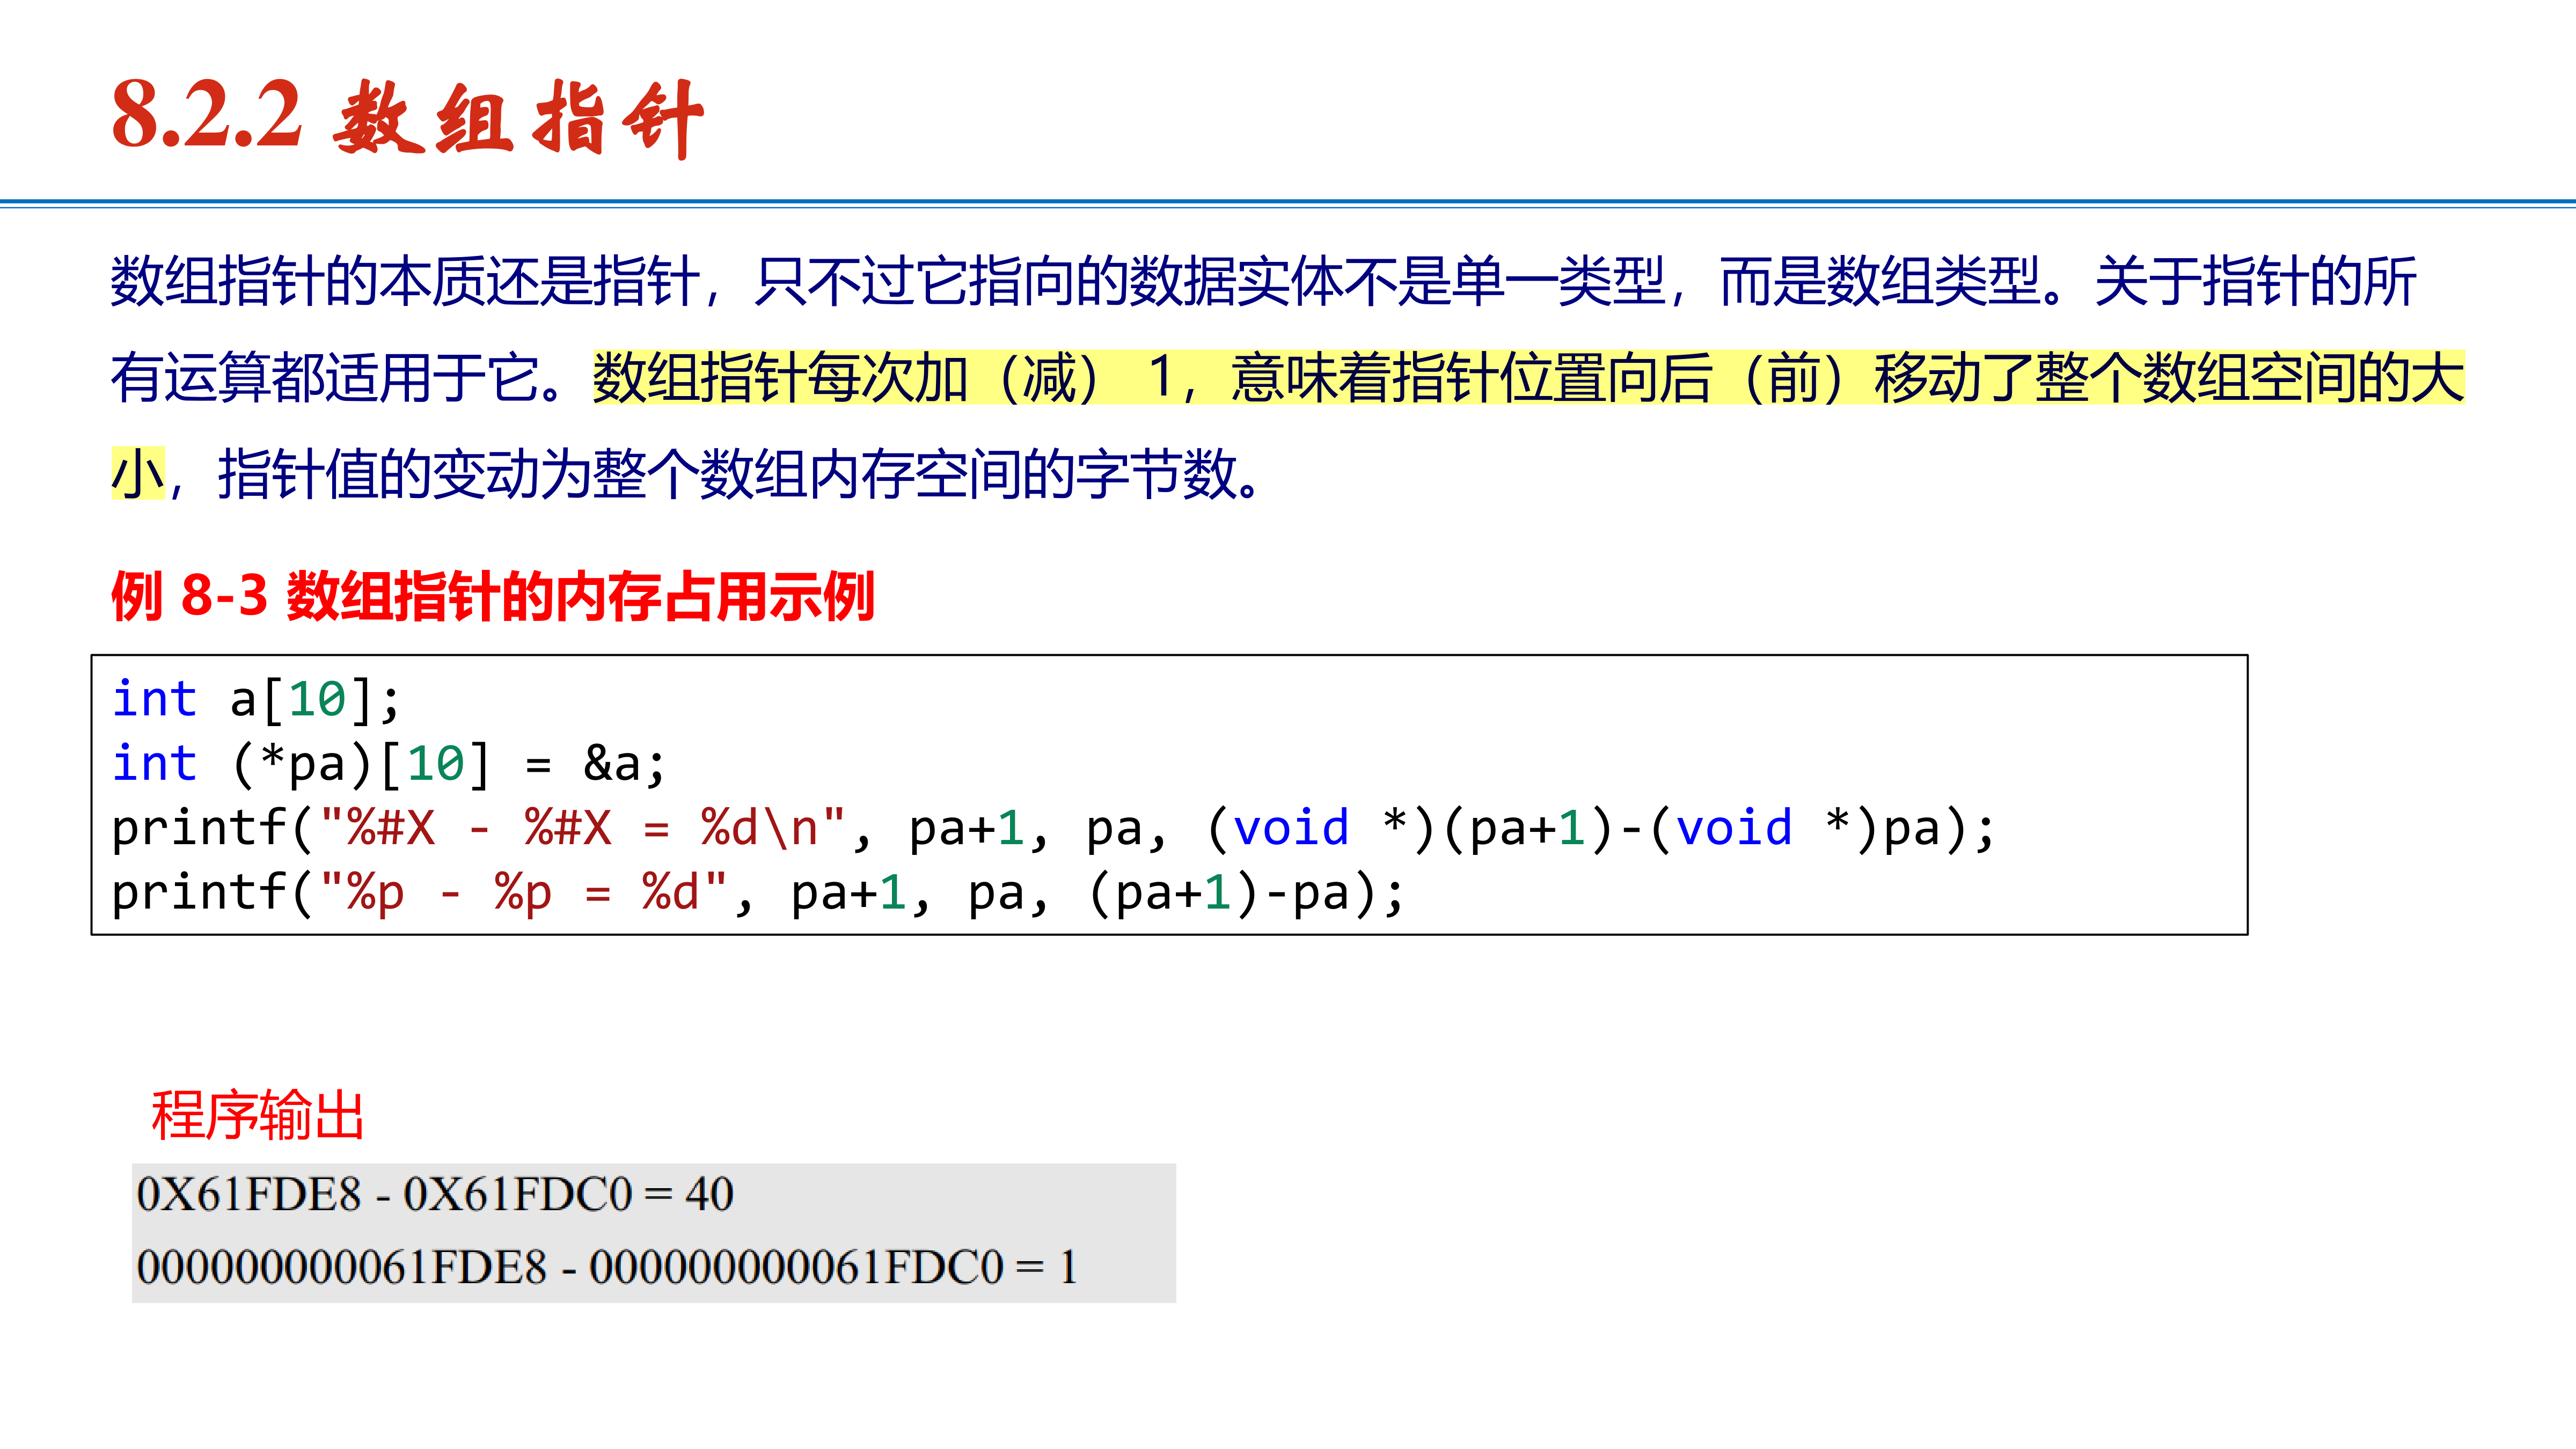 8.2.2 数组指针
数组指针的本质还是指针，只不过它指向的数据实体不是单一类型，而是数组类型。关于指针的所
有运算都适用于它。数组指针每次加（减） 1，意味着指针位置向后（前）移动了整个数组空间的大
小，指针值的变动为整个数组内存空间的字节数。
例 8-3 数组指针的内存占用示例
int a[10];
int (*pa)[10] = &a;
printf("%#X - %#X = %d\n", pa+1, pa, (void *)(pa+1)-(void *)pa);
printf("%p - %p = %d", pa+1, pa, (pa+1)-pa);
程序输出
0X61FDE8 - 0X61FDC0 = 40
000000000061FDE8 - 000000000061FDC0 = 1